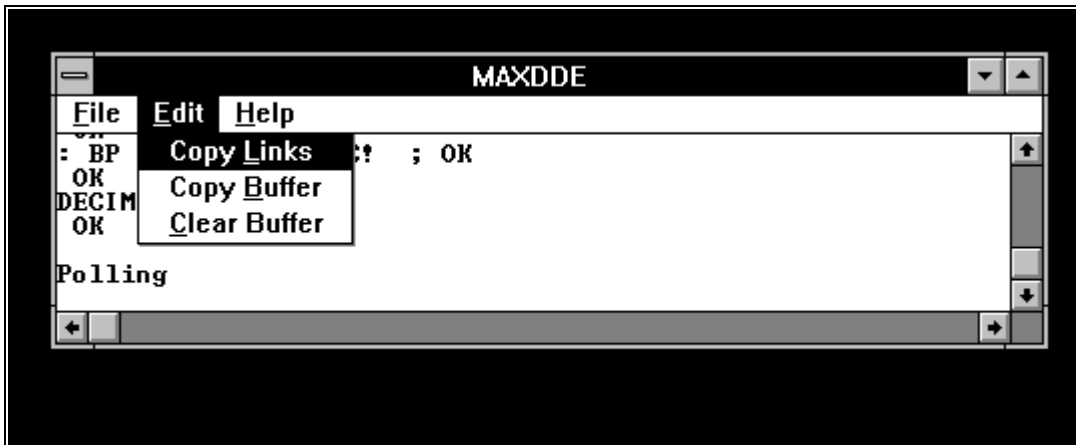 MAXDDE
File Edit Help
Copy Links
Copy Buffer
Clear Buffer
: BP ; OK
OK
DECIM
OK
Polling